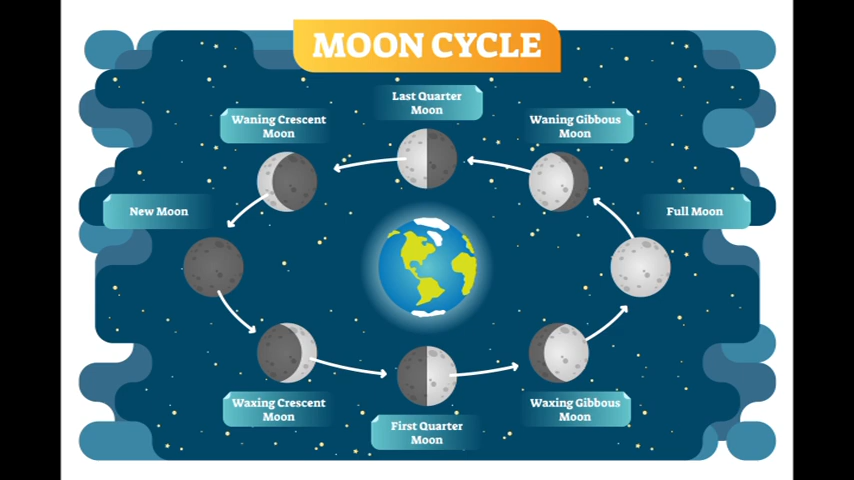 MOON CYCLE
Last Quarter
Moon
Waning Crescent
Moon
Waning Gibbous
Moon
New Moon
Full Moon
Waxing Crescent
Moon
Waxing Gibbous
Moon
First Quarter
Moon